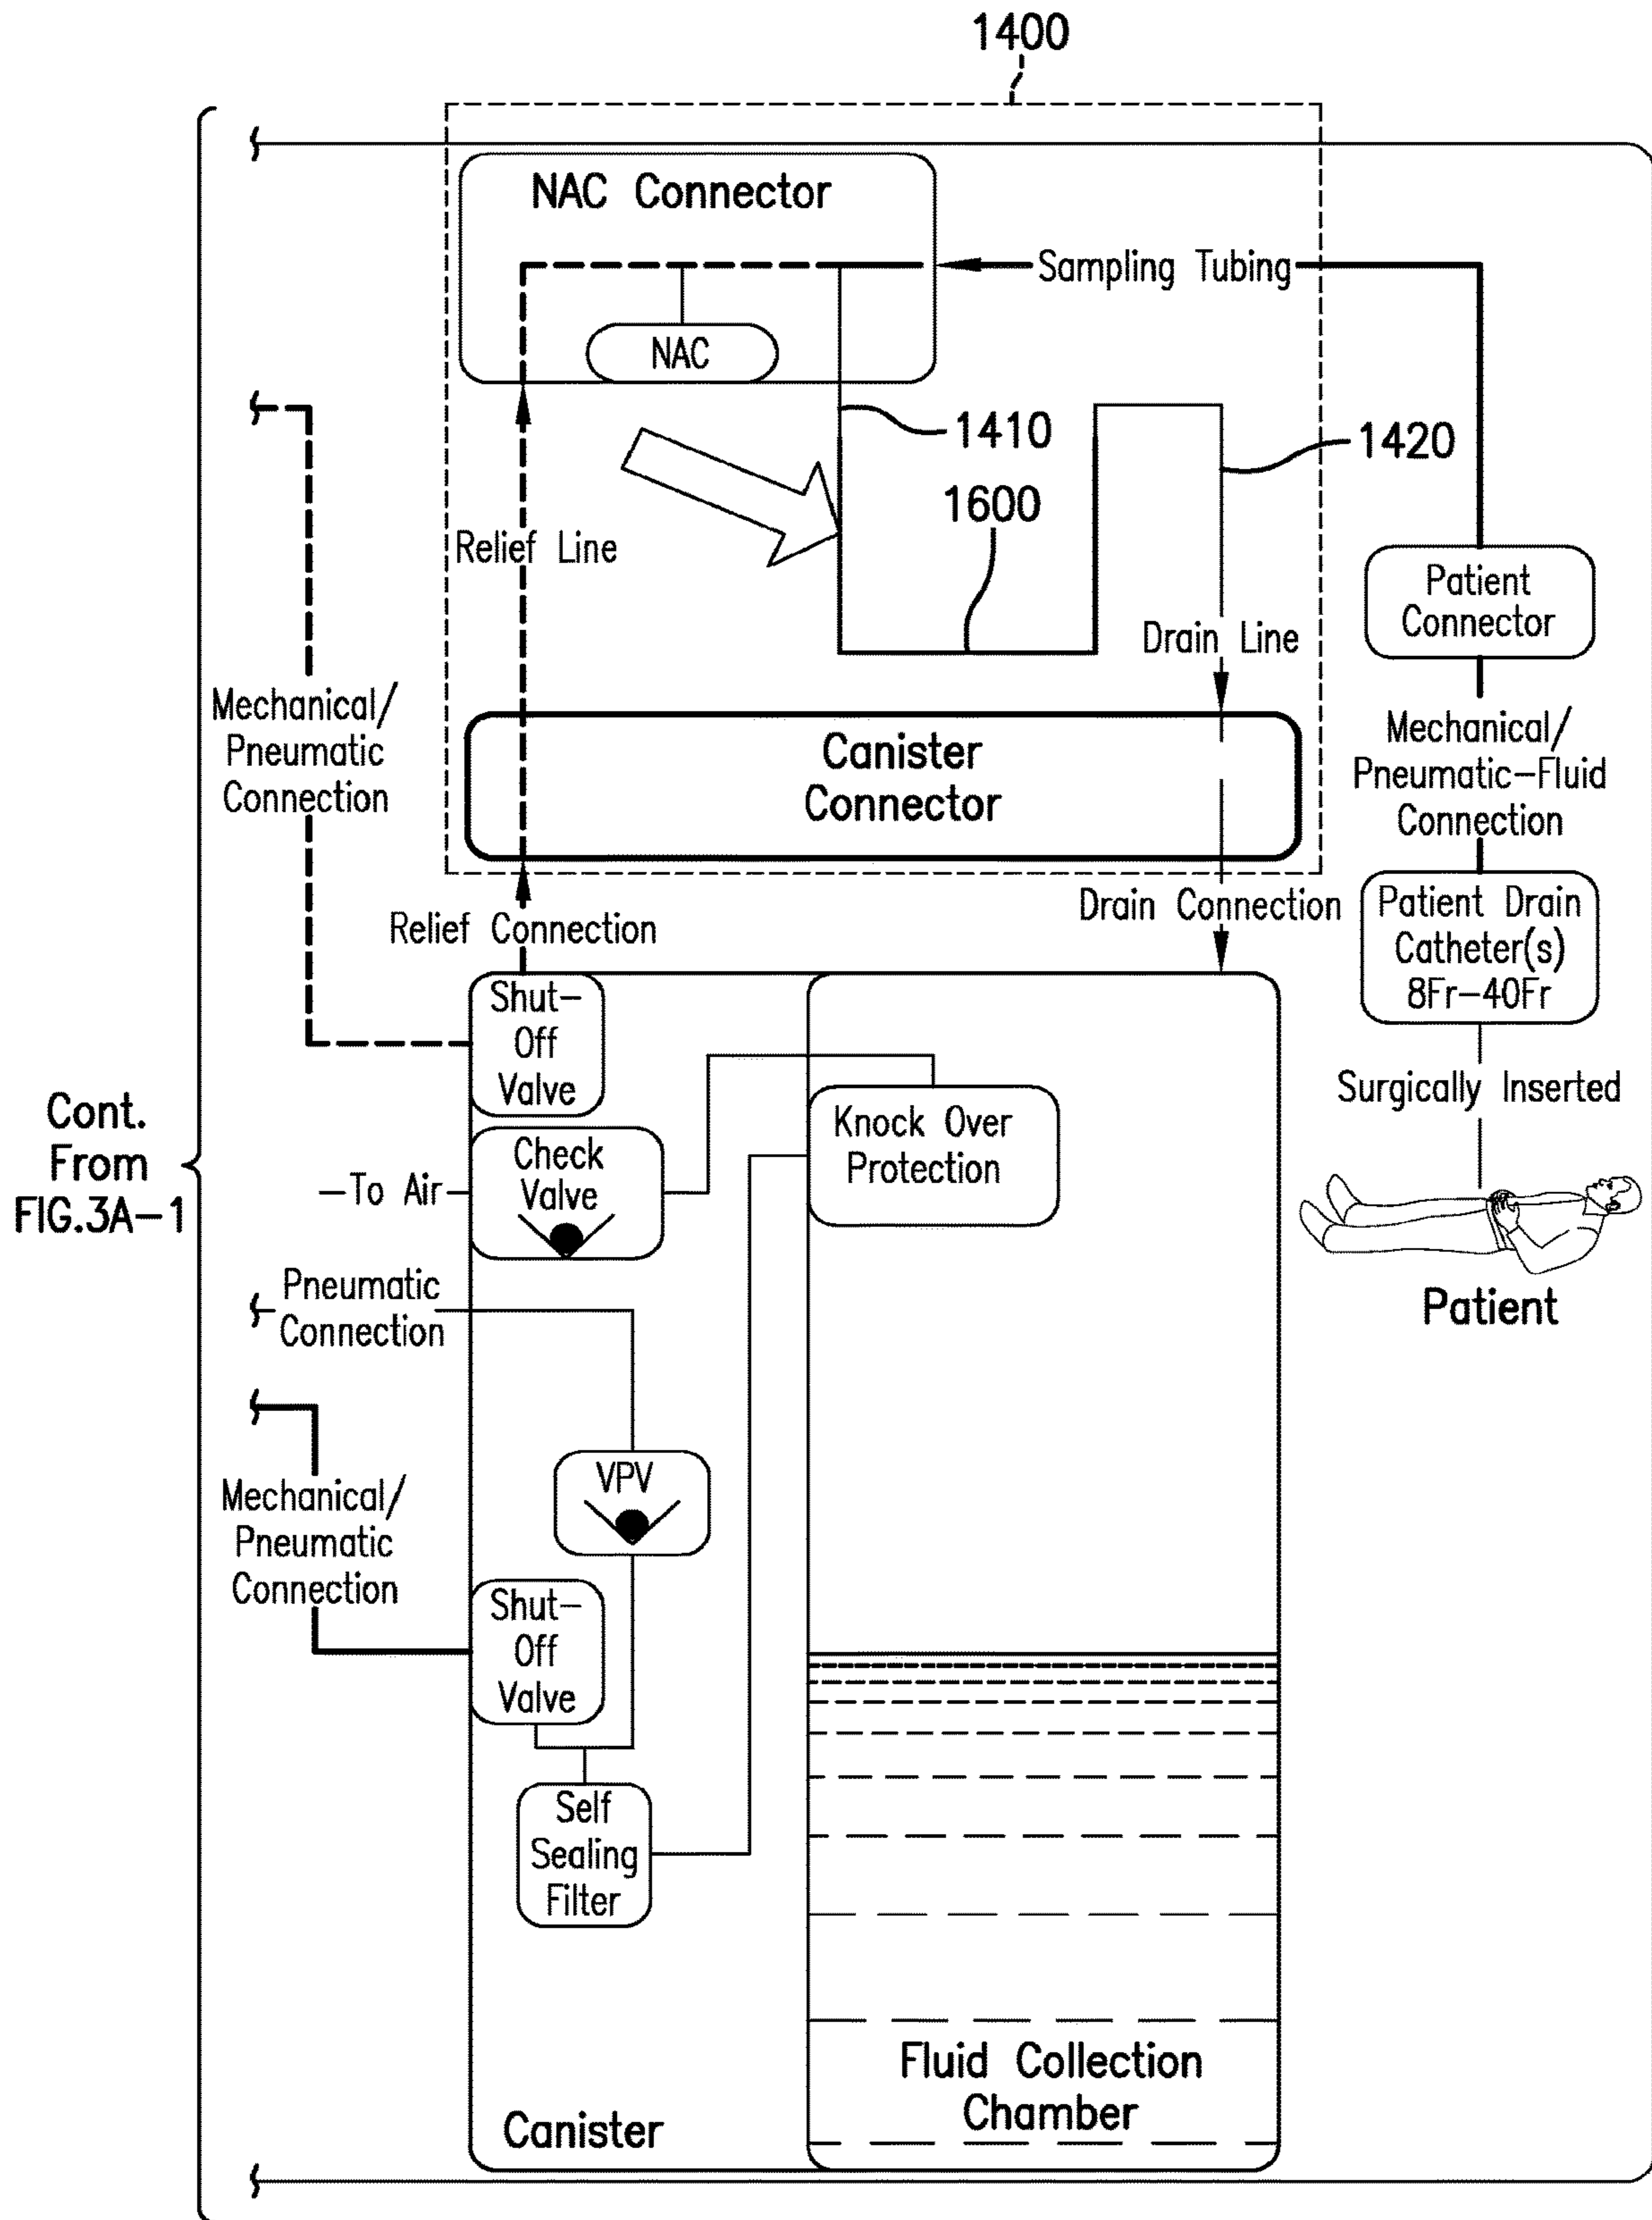 1400
NAC Connector
Sampling Tubing
NAC
1410
1420
1600
Relief Line
Patient
Connector
Drain Line
Mechanical/
Pneumatic
Connection
Mechanical/
Pneumatic-Fluid
Connection
Canister
Connector
Relief Connection
Drain Connection
Patient Drain
Catheter(s)
8Fr-40Fr
Shut-
Off
Valve
Surgically Inserted
Cont.
From
FIG.3A-1
Knock Over
Protection
Check
Valve
To Air
Patient
Pneumatic
Connection
VPV
Mechanical/
Pneumatic
Connection
Shut-
Off
Valve
Self
Sealing
Filter
Fluid Collection
Chamber
Canister